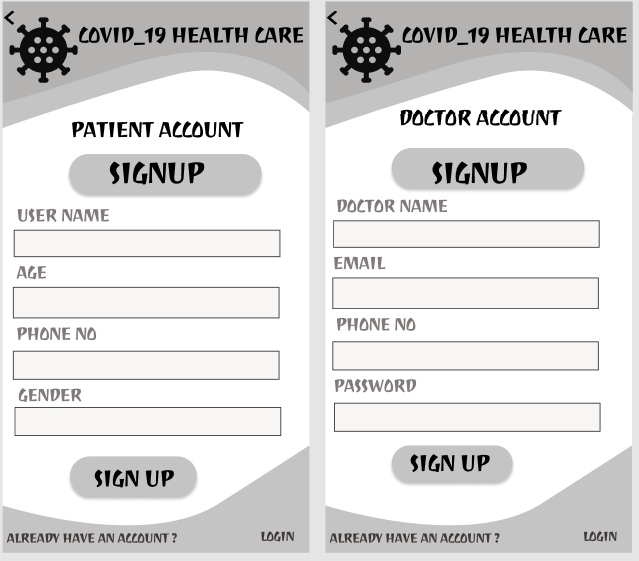 COVID_19 HEALTH CARE
PATIENT ACCOUNT
SIGNUP
USER NAME
AGE
PHONE NO
GENDER
SIGN UP
ALREADY HAVE AN ACCOUNT ? LOGIN
COVID_19 HEALTH CARE
DOCTOR ACCOUNT
SIGNUP
DOCTOR NAME
EMAIL
PHONE NO
PASSWORD
SIGN UP
ALREADY HAVE AN ACCOUNT ? LOGIN